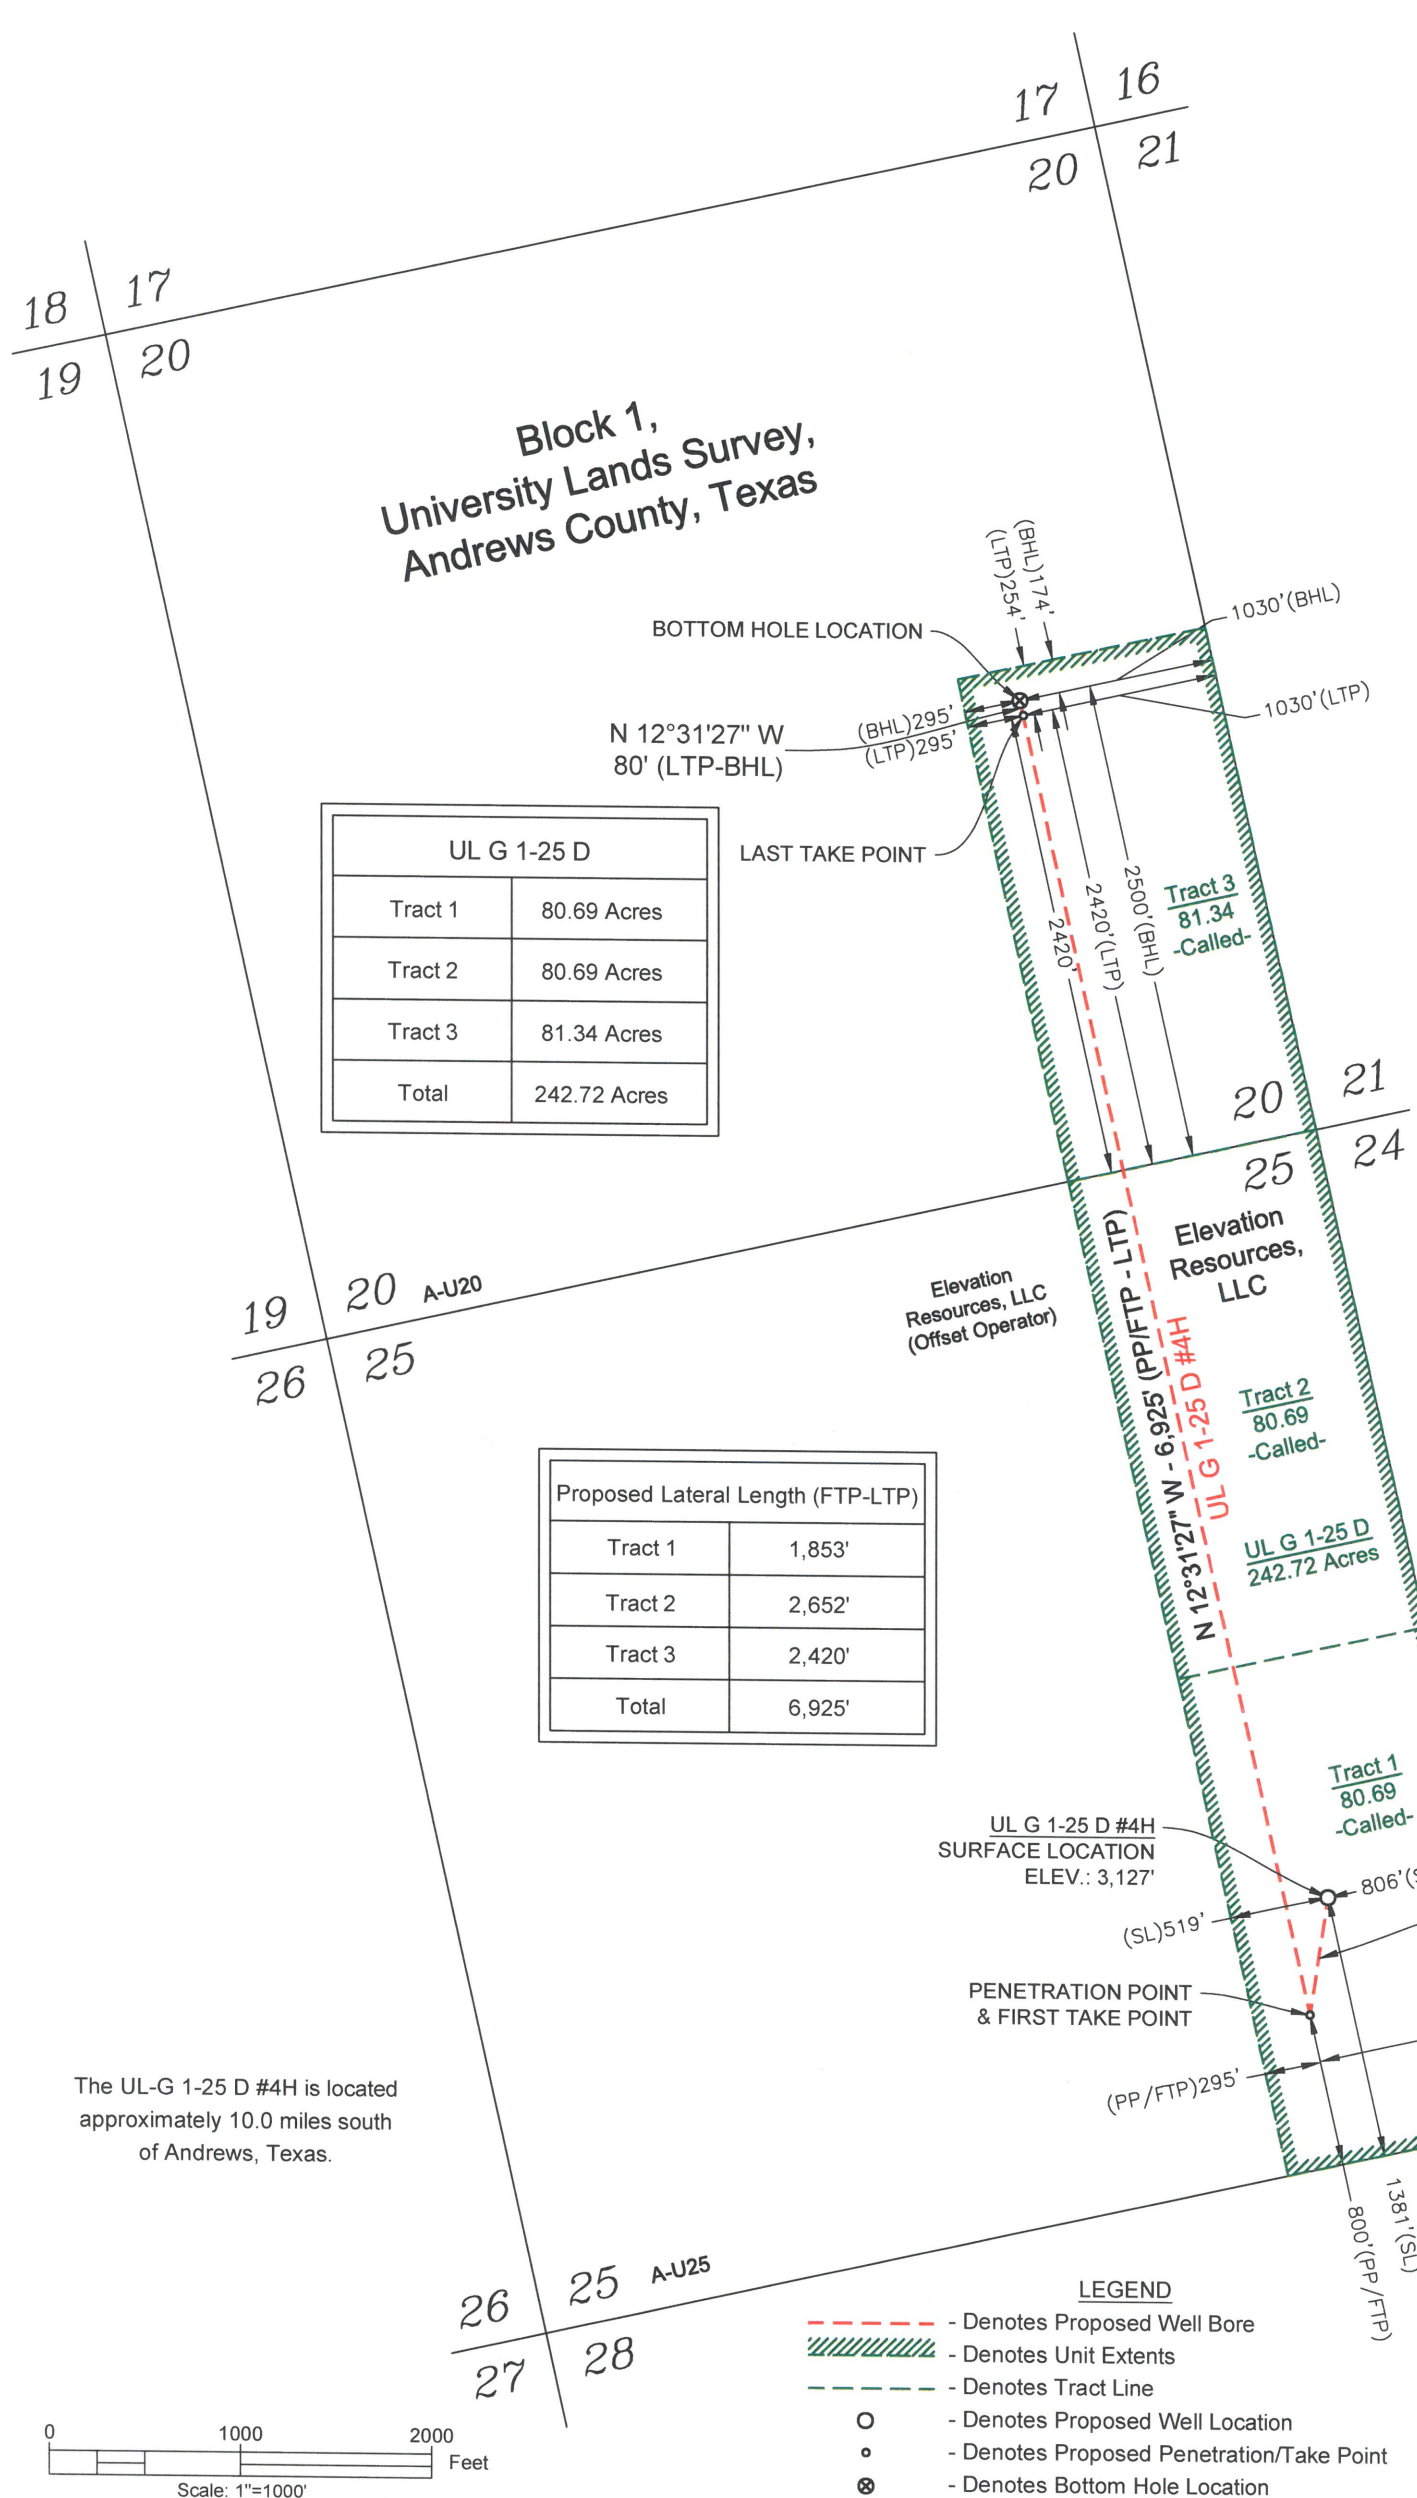 17 16
20 21
18 17
19 20
Block 1,
University Lands Survey,
Andrews County, Texas
(BHL)174'
(LTP)254'
1030'(BHL)
BOTTOM HOLE LOCATION
1030'(LTP)
(BHL)295'
(LTP)295'
N 12°31'27" W
80' (LTP-BHL)
LAST TAKE POINT
UL G 1-25 D
Tract 1 80.69 Acres
Tract 2 80.69 Acres
Tract 3 81.34 Acres
Total 242.72 Acres
2420'
2420'(LTP)
2500'(BHL)
Tract 3
81.34
-Called-
20 21
25 24
Elevation
Resources,
LLC
Elevation
Resources, LLC
(Offset Operator)
19 20 A-U20
26 25
N 12°31'27" W - 6,925' (PP/FTP - LTP)
UL G 1-25 D #4H
Tract 2
80.69
-Called-
UL G 1-25 D
242.72 Acres
Proposed Lateral Length (FTP-LTP)
Tract 1 1,853'
Tract 2 2,652'
Tract 3 2,420'
Total 6,925'
Tract 1
80.69
-Called-
UL G 1-25 D #4H
SURFACE LOCATION
ELEV.: 3,127'
806'(S
(SL)519'
PENETRATION POINT
& FIRST TAKE POINT
(PP/FTP)295'
The UL-G 1-25 D #4H is located
approximately 10.0 miles south
of Andrews, Texas.
1381'(SL)
800'(PP/FTP)
26 25 A-U25
27 28
LEGEND
- Denotes Proposed Well Bore
- Denotes Unit Extents
- Denotes Tract Line
- Denotes Proposed Well Location
- Denotes Proposed Penetration/Take Point
- Denotes Bottom Hole Location
0 1000 2000
Feet
Scale: 1"=1000'